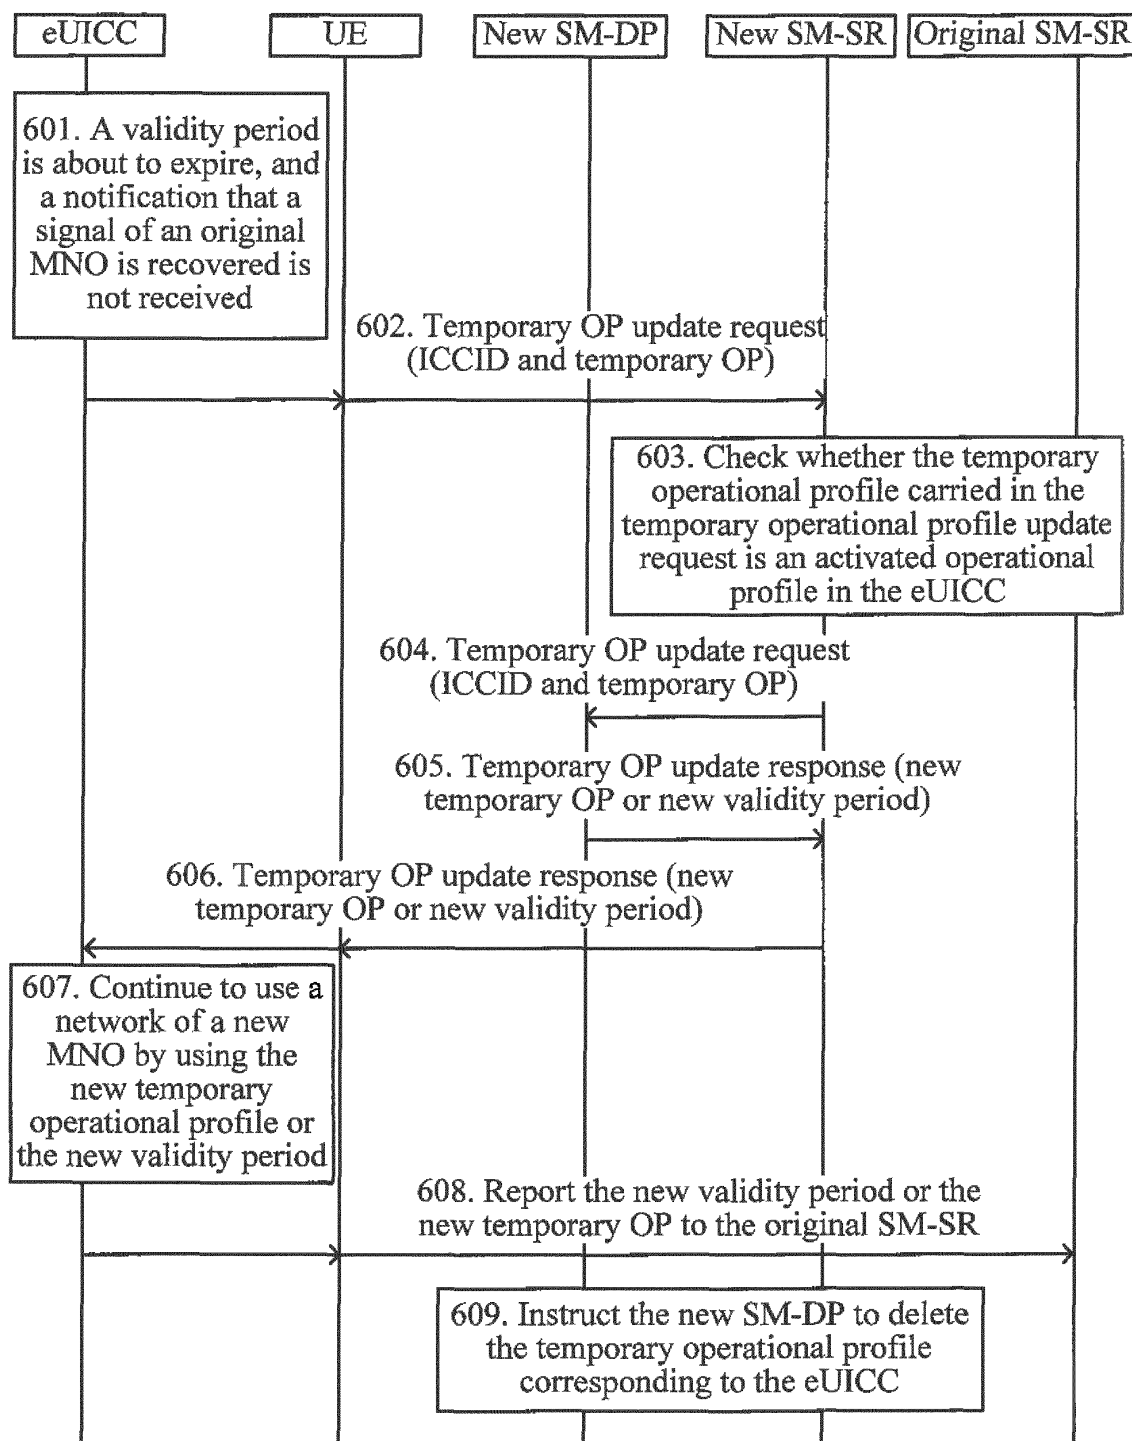 eUICC
UE
New SM-DP
New SM-SR
Original SM-SR
601. A validity period
is about to expire, and
a notification that a
signal of an original
MNO is recovered is
not received
602. Temporary OP update request
(ICCID and temporary OP)
603. Check whether the temporary
operational profile carried in the
temporary operational profile update
request is an activated operational
profile in the eUICC
604. Temporary OP update request
(ICCID and temporary OP)
605. Temporary OP update response (new
temporary OP or new validity period)
606. Temporary OP update response (new
temporary OP or new validity period)
607. Continue to use a
network of a new
MNO by using the
new temporary
operational profile or
the new validity period
608. Report the new validity period or the
new temporary OP to the original SM-SR
609. Instruct the new SM-DP to delete
the temporary operational profile
corresponding to the eUICC